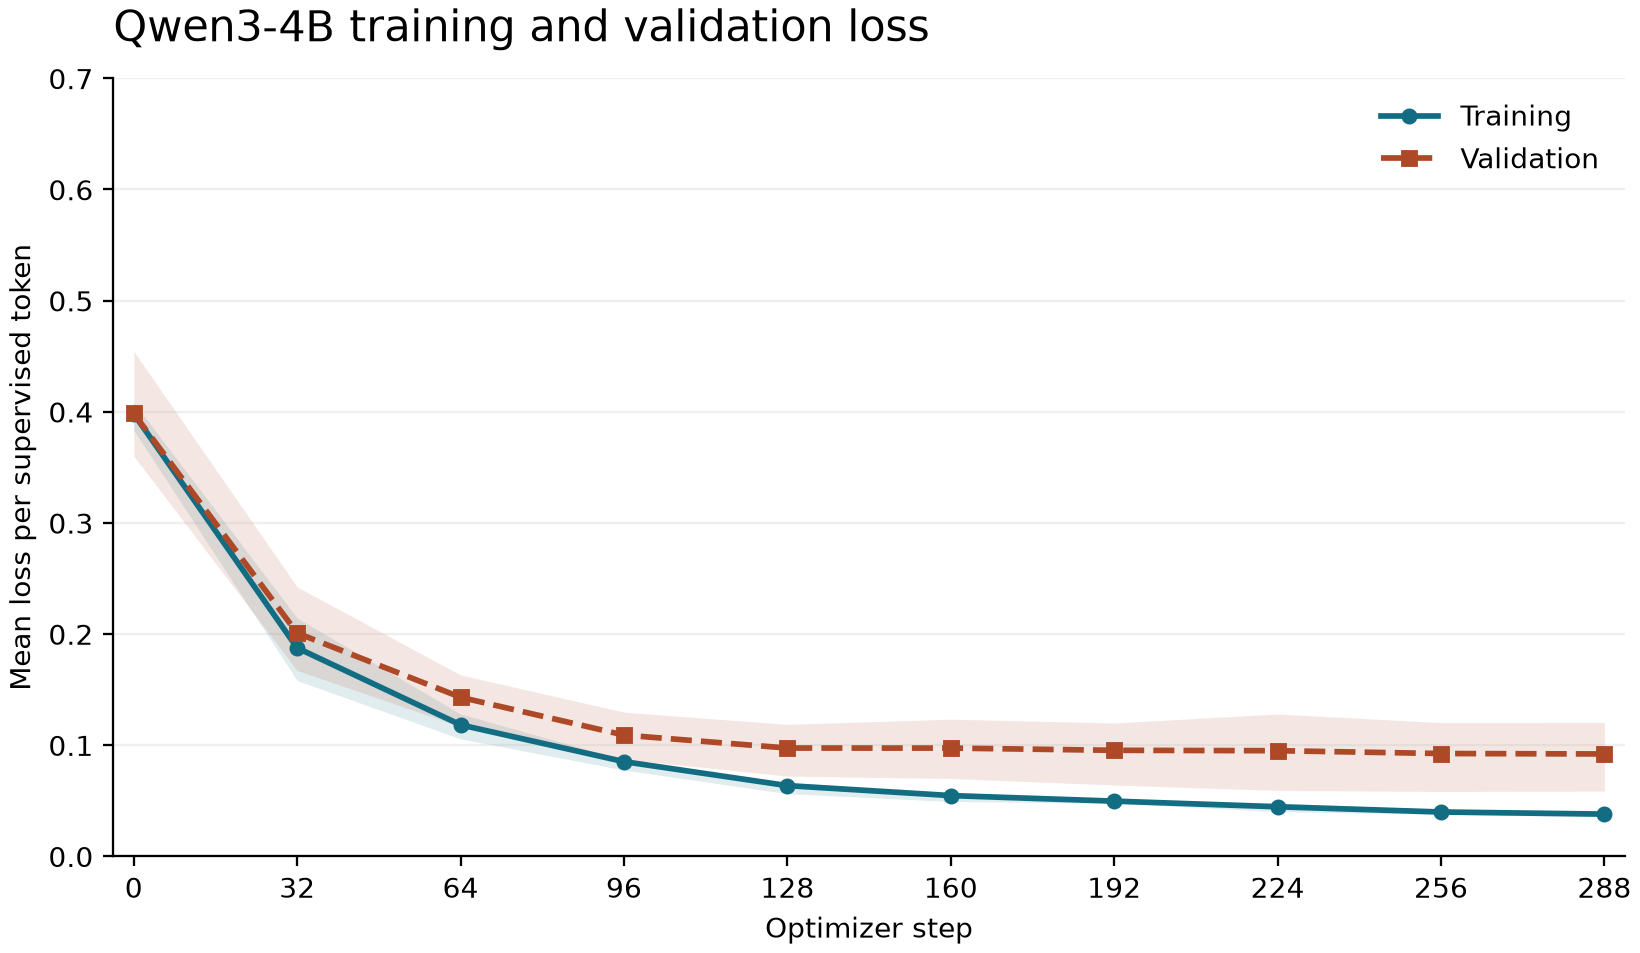 Qwen3-4B training and validation loss
0.7
0.6
0.5
0.4
0.3
0.2
0.1
0.0
Mean loss per supervised token
Training
Validation
0 32 64 96 128 160 192 224 256 288
Optimizer step